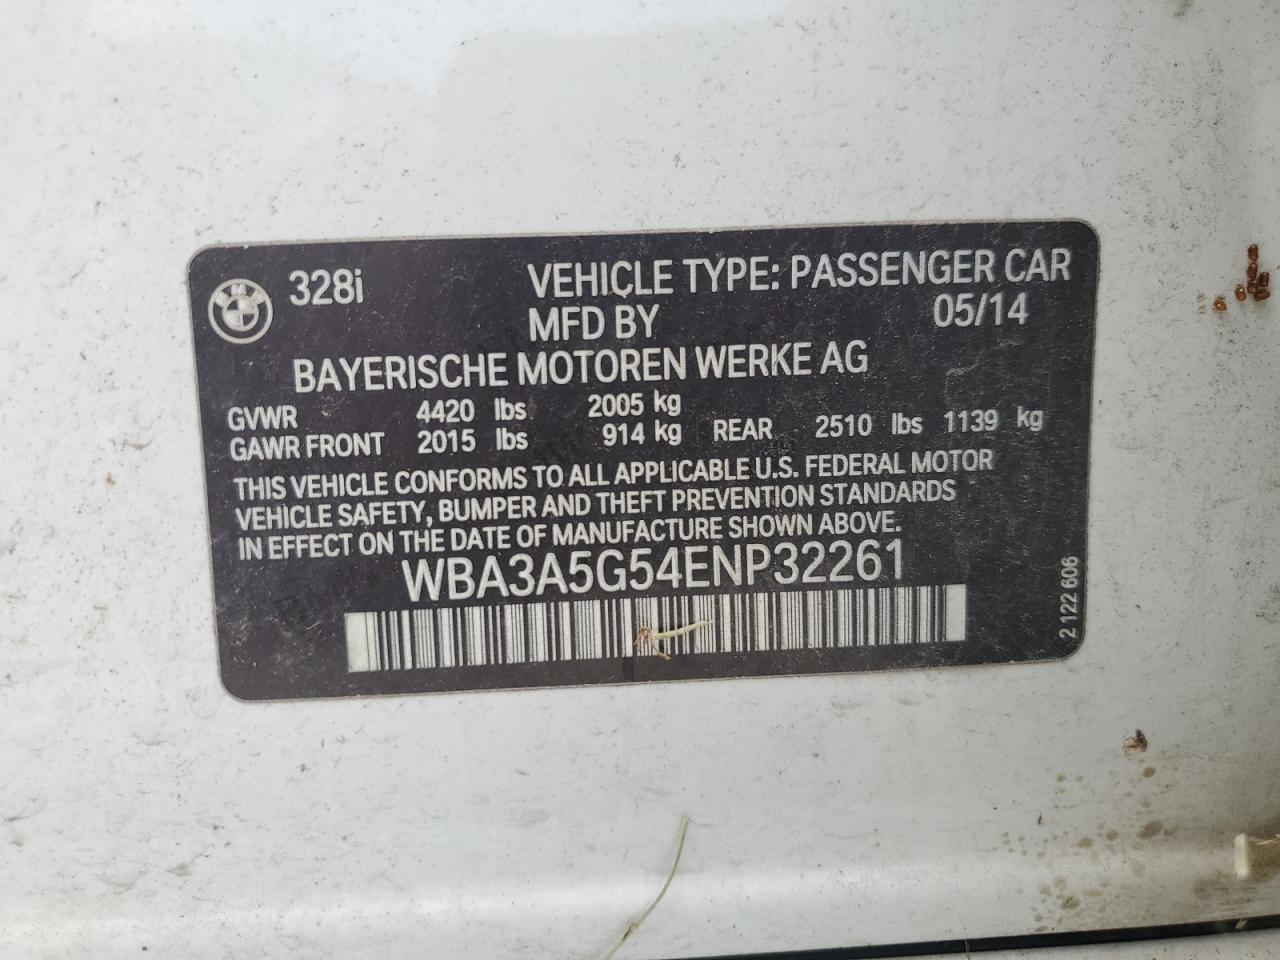 BMW 328i VEHICLE TYPE: PASSENGER CAR
MFD BY 05/14
BAYERISCHE MOTOREN WERKE AG
GVWR 4420 lbs 2005 kg
GAWR FRONT 2015 lbs 914 kg REAR 2510 lbs 1139 kg
THIS VEHICLE CONFORMS TO ALL APPLICABLE U.S. FEDERAL MOTOR
VEHICLE SAFETY, BUMPER AND THEFT PREVENTION STANDARDS
IN EFFECT ON THE DATE OF MANUFACTURE SHOWN ABOVE.
WBA3A5G54ENP32261
2 122 606